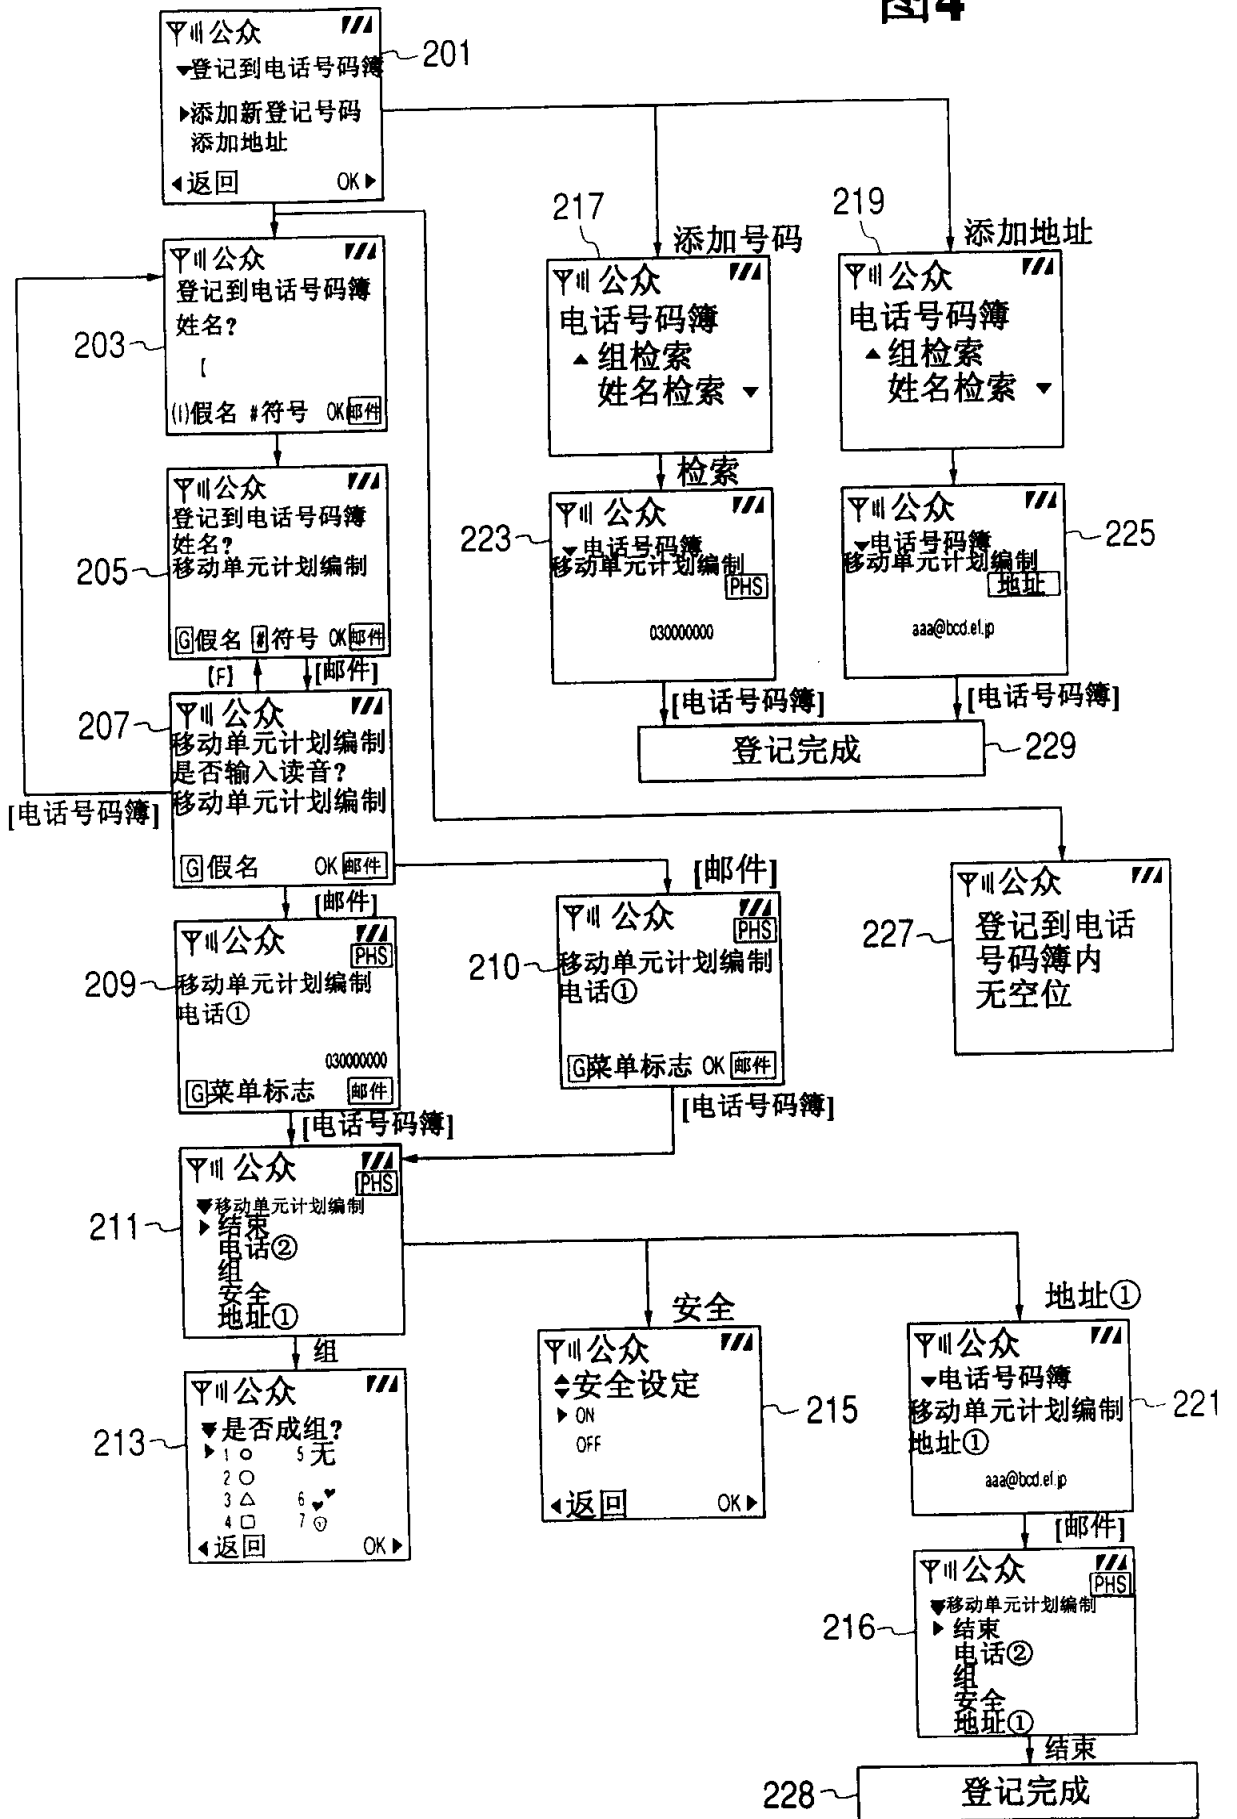 图4
公众
▼登记到电话号码簿
▶添加新登记号码
添加地址
◀返回 OK▶
201
公众
登记到电话号码簿
姓名?
[
(I)假名 #符号 OK 邮件
203
公众
登记到电话号码簿
姓名?
移动单元计划编制
G假名 #符号 OK 邮件
205
[F] [邮件]
公众
移动单元计划编制
是否输入读音?
移动单元计划编制
G假名 OK 邮件
207
[电话号码簿]
[邮件]
公众
PHS
移动单元计划编制
电话①
030000000
G菜单标志 邮件
209
[电话号码簿]
[邮件]
公众
PHS
移动单元计划编制
电话①
G菜单标志 OK 邮件
210
[电话号码簿]
公众
PHS
▼移动单元计划编制
▶结束
电话②
组
安全
地址①
211
组
公众
▼是否成组?
▶1 ○ 5 无
2 ○
3 △ 6 ♥♥
4 □ 7
◀返回 OK▶
213
安全
公众
安全设定
▶ON
OFF
◀返回 OK▶
215
217
添加号码
公众
电话号码簿
▲组检索
姓名检索▼
检索
219
添加地址
公众
电话号码簿
▲组检索
姓名检索▼
公众
▼电话号码簿
移动单元计划编制
PHS
030000000
223
[电话号码簿]
公众
▼电话号码簿
移动单元计划编制
地址
aaa@bcd.ef.jp
225
[电话号码簿]
登记完成
229
公众
登记到电话
号码簿内
无空位
227
地址①
公众
▼电话号码簿
移动单元计划编制
地址①
aaa@bcd.ef.jp
221
[邮件]
公众
PHS
▼移动单元计划编制
▶结束
电话②
组
安全
地址①
216
结束
登记完成
228